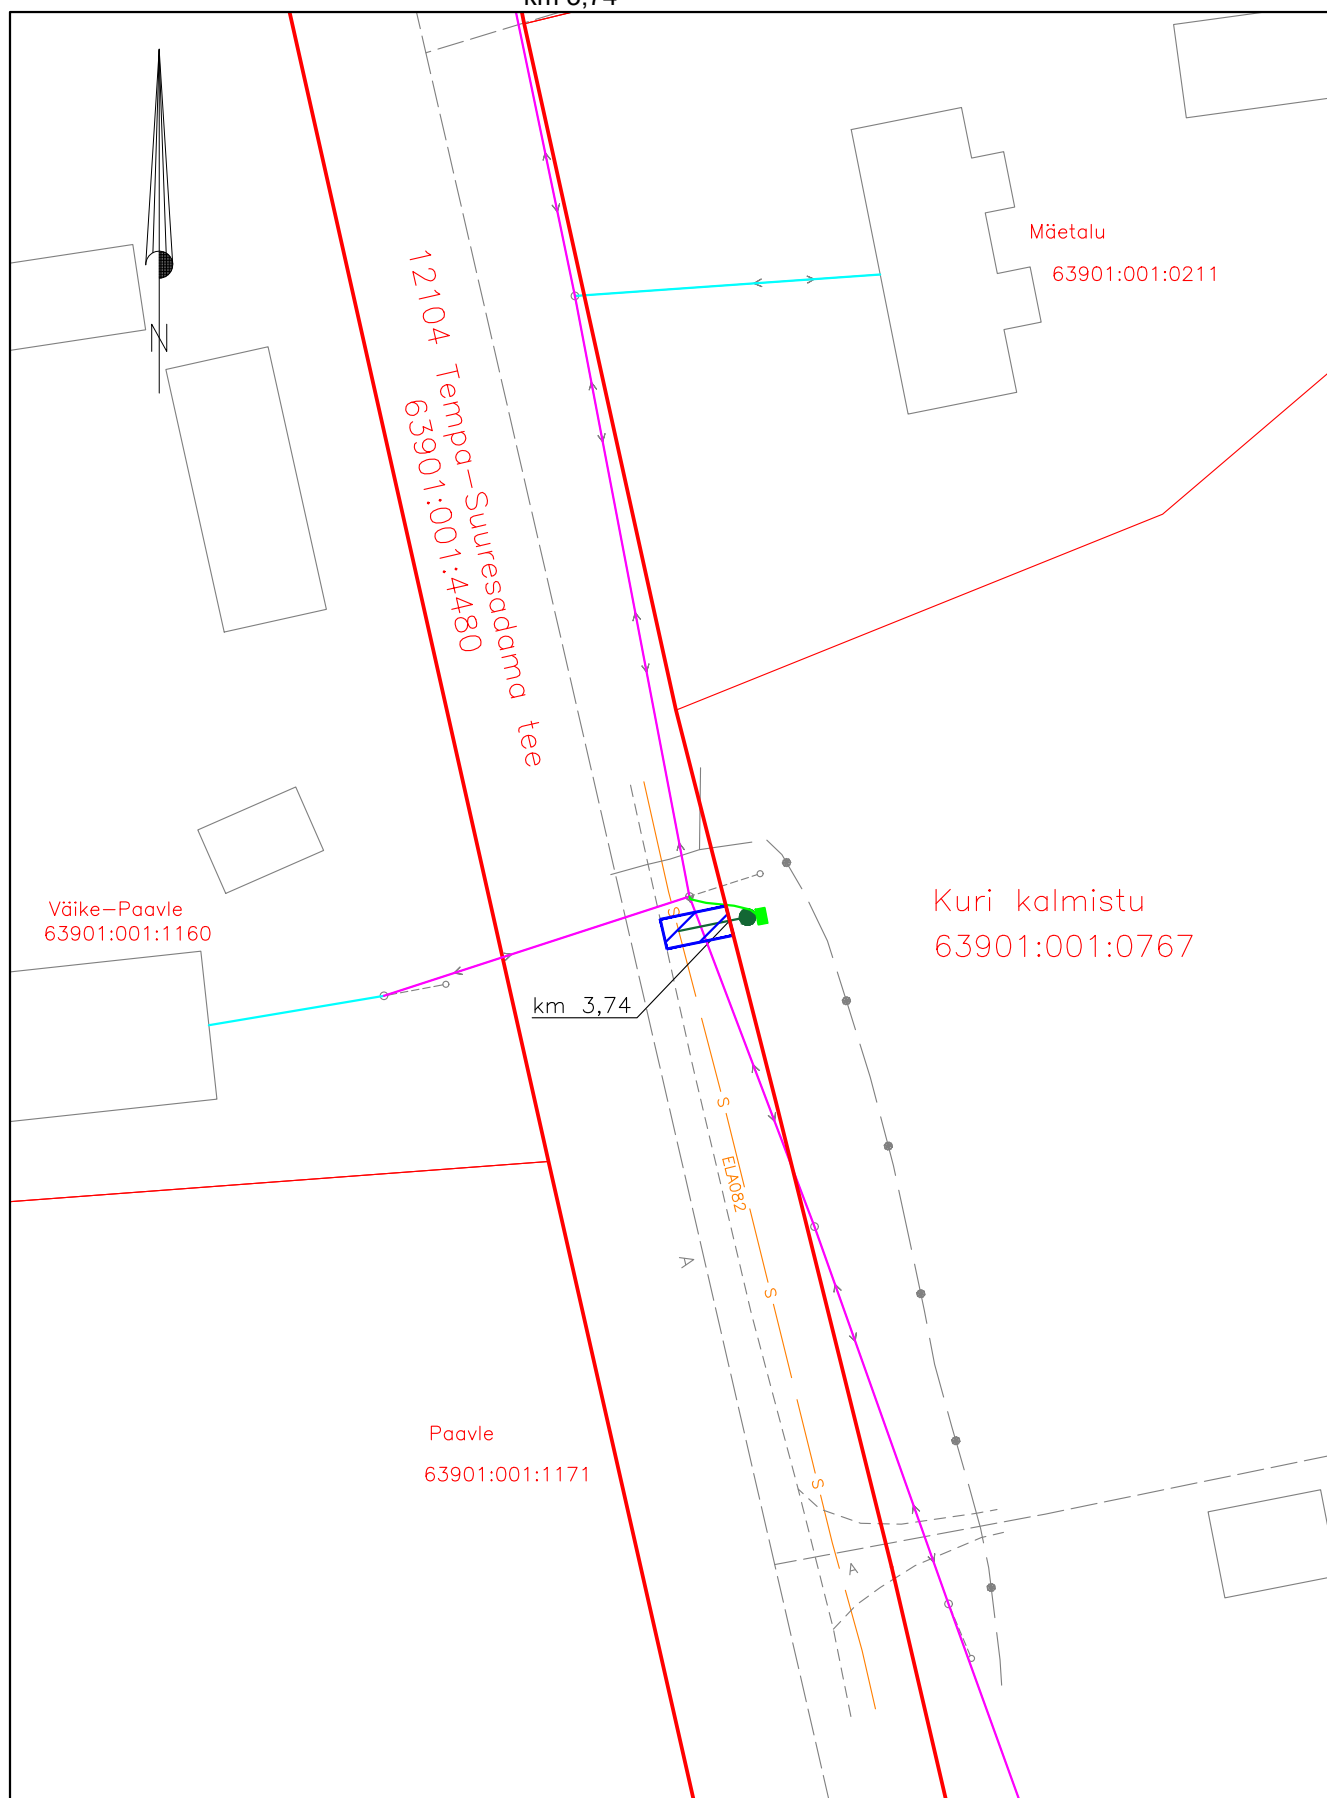 km 3,74
N
Mäetalu
63901:001:0211
12104 Tempa-Suuresadama tee
63901:001:4480
Väike-Paavle
63901:001:1160
Kuri kalmistu
63901:001:0767
S
km 3,74
S
ELA082
A
S
Paavle
63901:001:1171
S
A